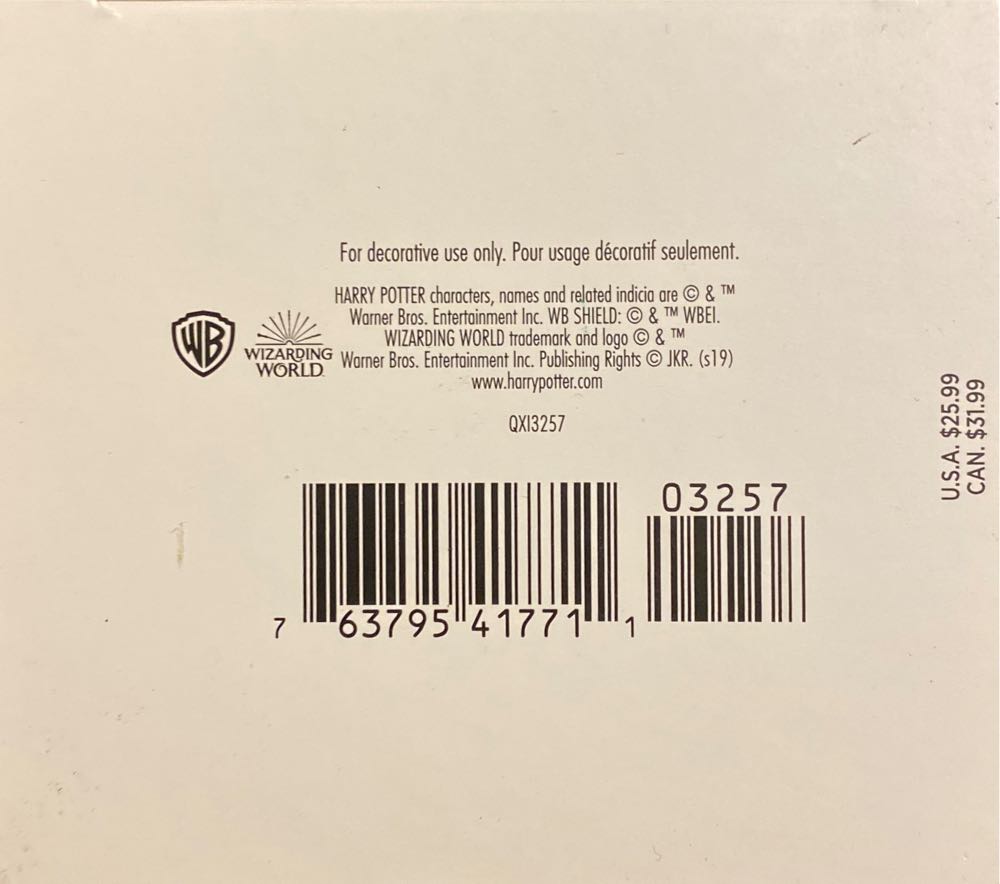 For decorative use only. Pour usage décoratif seulement.
HARRY POTTER characters, names and related indicia are © & ™
Warner Bros. Entertainment Inc. WB SHIELD: © & ™ WBEI.
WIZARDING WORLD trademark and logo © & ™
Warner Bros. Entertainment Inc. Publishing Rights © JKR. (s19)
www.harrypotter.com
WB
WIZARDING
WORLD
QXI3257
7 63795 41771 1
03257
U.S.A. $25.99
CAN. $31.99